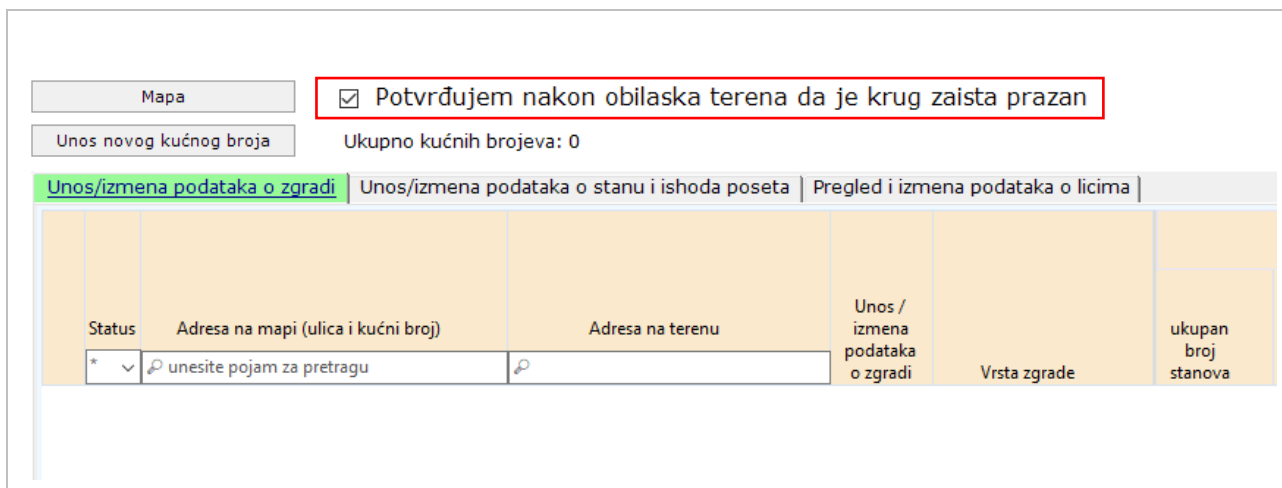 Mapa
Potvrđujem nakon obilaska terena da je krug zaista prazan
Unos novog kućnog broja
Ukupno kućnih brojeva: 0
Unos/izmena podataka o zgradi
Unos/izmena podataka o stanu i ishoda poseta
Pregled i izmena podataka o licima
Status
Adresa na mapi (ulica i kućni broj)
Adresa na terenu
Unos /
izmena
podataka
o zgradi
Vrsta zgrade
ukupan
broj
stanova
*
unesite pojam za pretragu